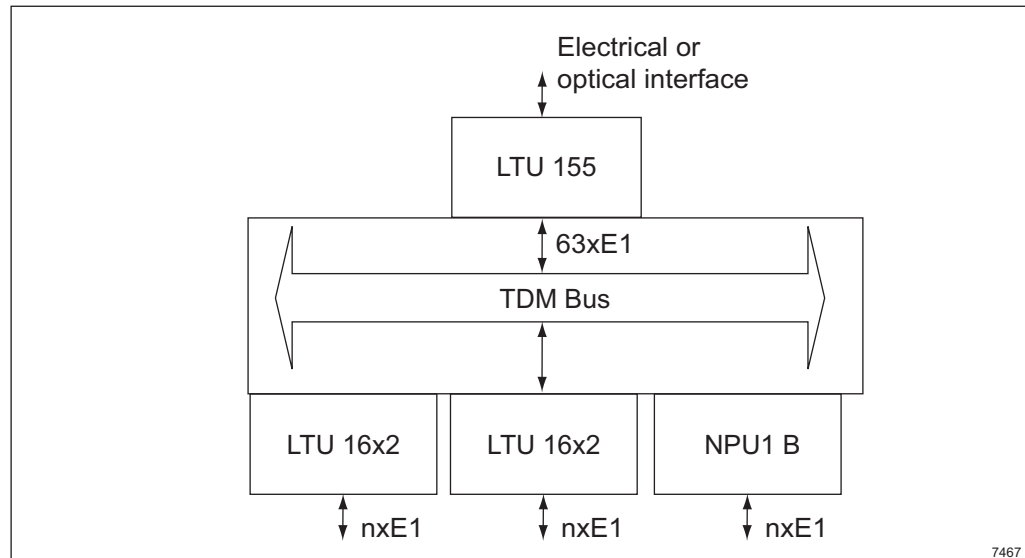 Electrical or
optical interface
LTU 155
63xE1
TDM Bus
LTU 16x2
LTU 16x2
NPU1 B
nxE1
nxE1
nxE1
7467